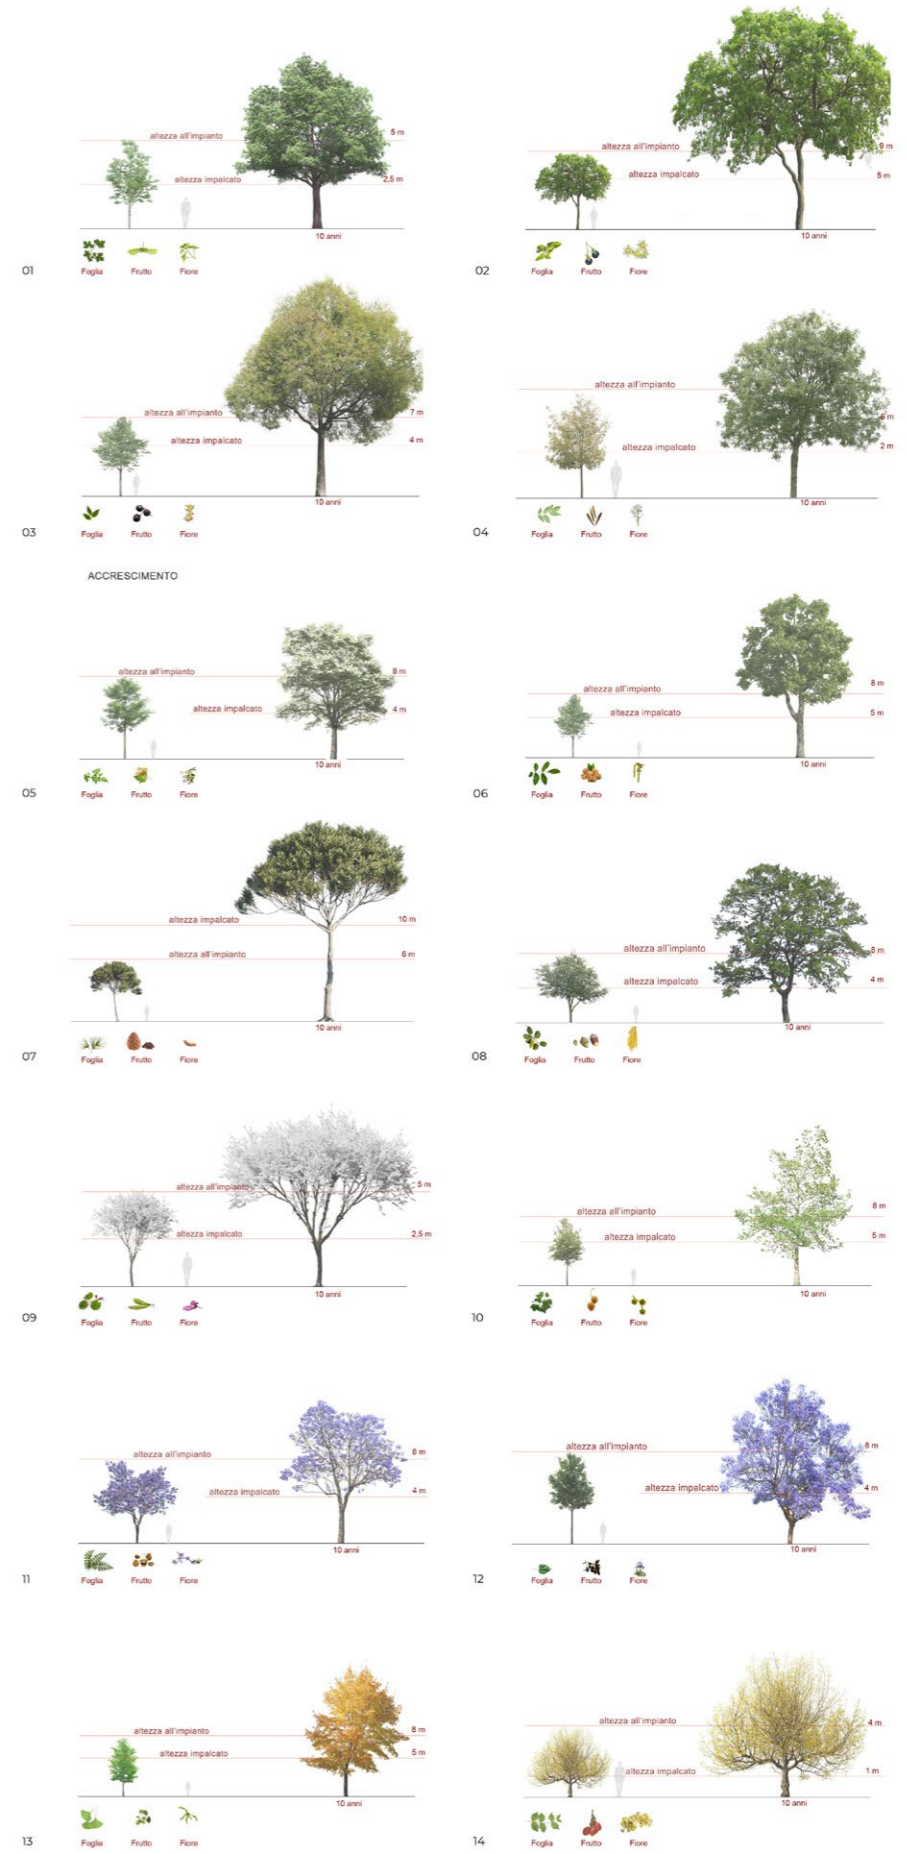 altezza all'impianto 5 m
altezza impalcato 2,5 m
10 anni
01 Foglia Frutto Fiore
altezza all'impianto 9 m
altezza impalcato 5 m
10 anni
02 Foglia Frutto Fiore
altezza all'impianto 7 m
altezza impalcato 4 m
10 anni
03 Foglia Frutto Fiore
altezza all'impianto
altezza impalcato 2 m
10 anni
04 Foglia Frutto Fiore
ACCRESCIMENTO
altezza all'impianto 8 m
altezza impalcato 4 m
10 anni
05 Foglia Frutto Fiore
altezza all'impianto 8 m
altezza impalcato 5 m
10 anni
06 Foglia Frutto Fiore
altezza impalcato 10 m
altezza all'impianto 6 m
10 anni
07 Foglia Frutto Fiore
altezza all'impianto 8 m
altezza impalcato 4 m
10 anni
08 Foglia Frutto Fiore
altezza all'impianto 5 m
altezza impalcato 2,5 m
10 anni
09 Foglia Frutto Fiore
altezza all'impianto 8 m
altezza impalcato 5 m
10 anni
10 Foglia Frutto Fiore
altezza all'impianto 8 m
altezza impalcato 4 m
10 anni
11 Foglia Frutto Fiore
altezza all'impianto 8 m
altezza impalcato 4 m
10 anni
12 Foglia Frutto Fiore
altezza all'impianto 8 m
altezza impalcato 5 m
10 anni
13 Foglia Frutto Fiore
altezza all'impianto 4 m
altezza impalcato 1 m
10 anni
14 Foglia Frutto Fiore